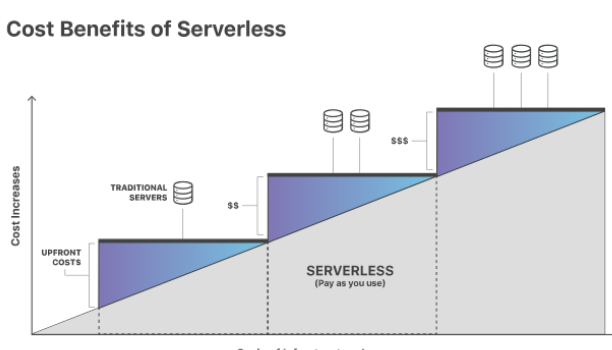 Cost Benefits of Serverless
$$$
TRADITIONAL
SERVERS
$$
Cost Increases
UPFRONT
COSTS
SERVERLESS
(Pay as you use)